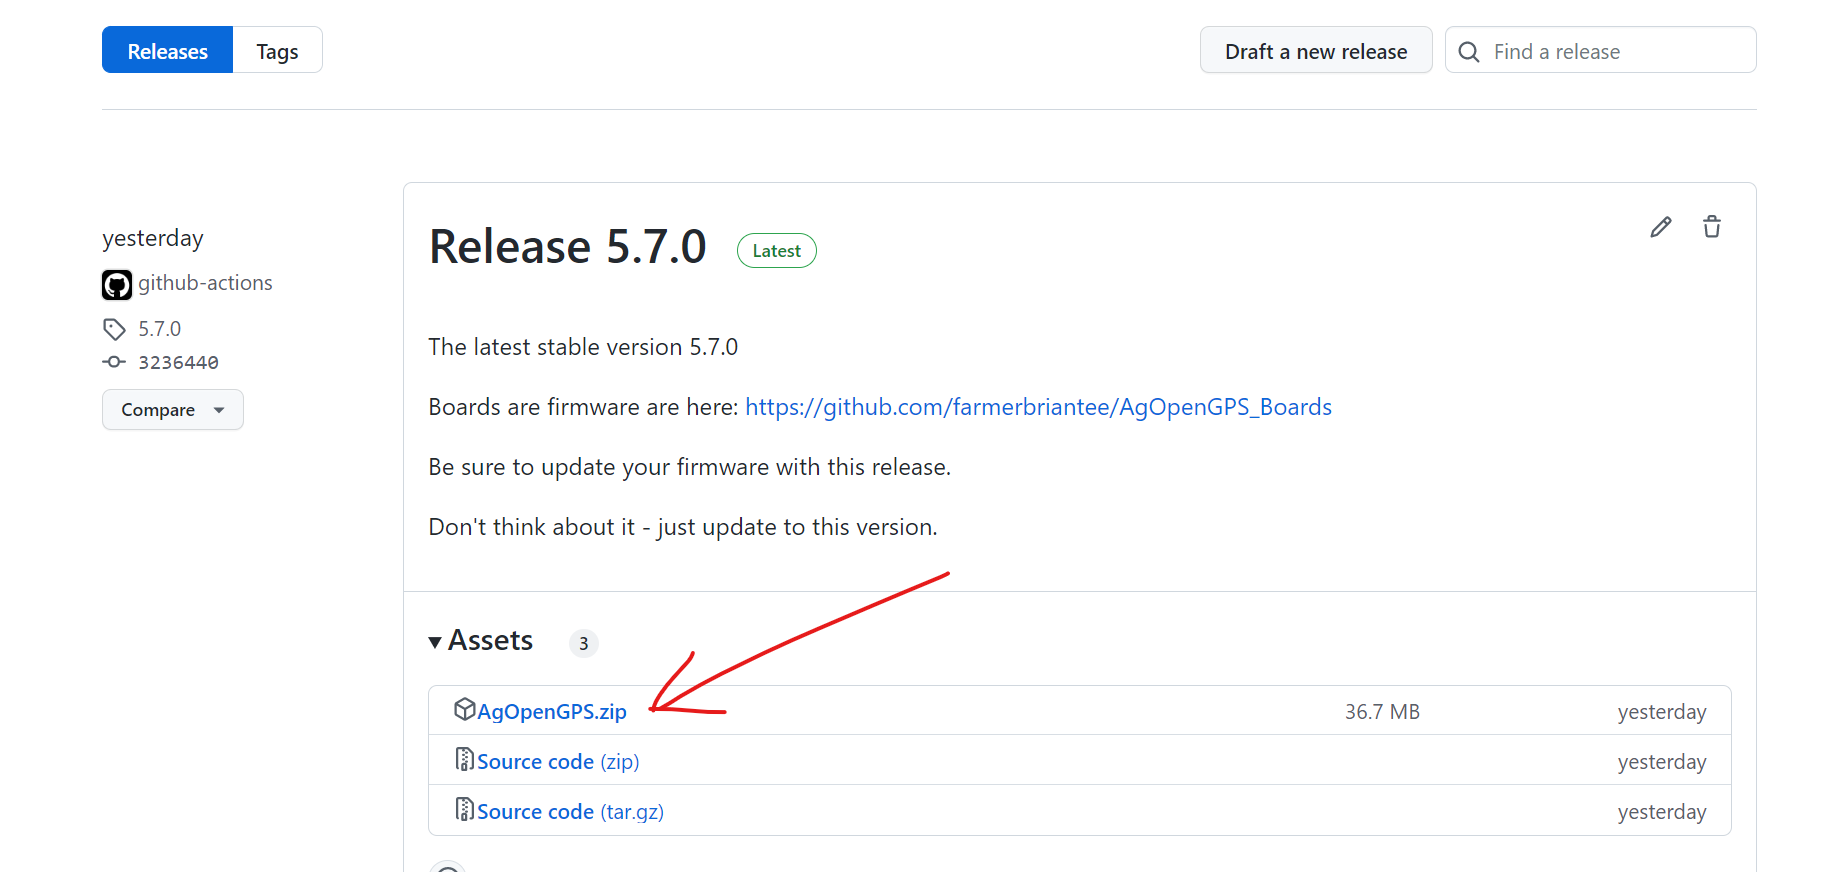 Releases
Tags
Draft a new release
Find a release
yesterday
github-actions
5.7.0
3236440
Compare
Release 5.7.0
Latest
The latest stable version 5.7.0
Boards are firmware are here: https://github.com/farmerbriantee/AgOpenGPS_Boards
Be sure to update your firmware with this release.
Don't think about it - just update to this version.
Assets 3
AgOpenGPS.zip 36.7 MB yesterday
Source code (zip) yesterday
Source code (tar.gz) yesterday